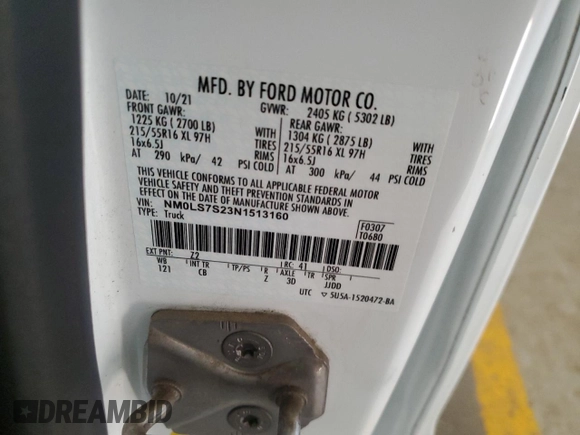 MFD. BY FORD MOTOR CO.
DATE: 10/21 GVWR: 2405 KG ( 5302 LB)
FRONT GAWR: REAR GAWR:
1225 KG ( 2700 LB) WITH 1304 KG ( 2875 LB) WITH
215/55R16 XL 97H TIRES 215/55R16 XL 97H TIRES
16x6.5J RIMS 16x6.5J RIMS
AT 290 kPa/ 42 PSI COLD AT 300 kPa/ 44 PSI COLD
THIS VEHICLE CONFORMS TO ALL APPLICABLE FEDERAL MOTOR
VEHICLE SAFETY AND THEFT PREVENTION STANDARDS IN
EFFECT ON THE DATE OF MANUFACTURE SHOWN ABOVE.
VIN: NM0LS7S23N1513160 F0307
TYPE: Truck T0680
EXT PNT: Z2 RC: 41 DSO:
WB INT TR TP/PS R AXLE TR SPR
121 CB Z 3D JJDD
UTC ▽ 5U5A-1520472-BA
DREAMBID